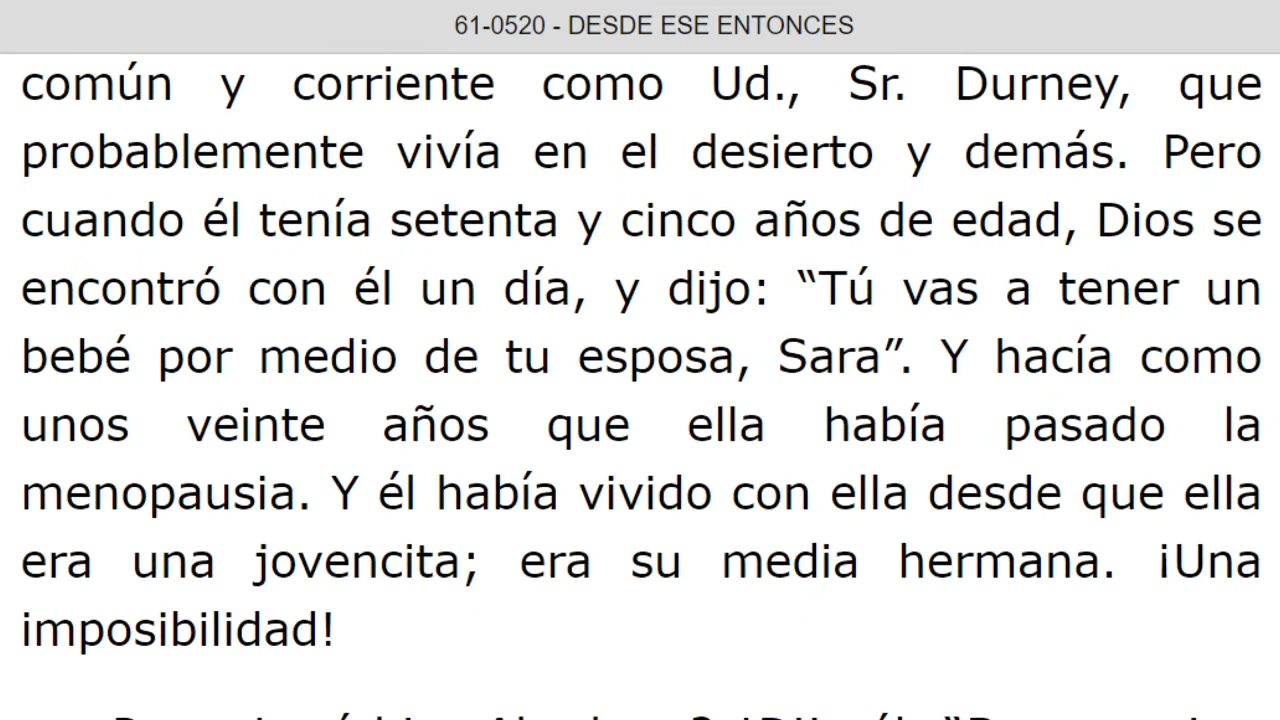 61-0520 - DESDE ESE ENTONCES
común y corriente como Ud., Sr. Durney, que
probablemente vivía en el desierto y demás. Pero
cuando él tenía setenta y cinco años de edad, Dios se
encontró con él un día, y dijo: “Tú vas a tener un
bebé por medio de tu esposa, Sara”. Y hacía como
unos veinte años que ella había pasado la
menopausia. Y él había vivido con ella desde que ella
era una jovencita; era su media hermana. ¡Una
imposibilidad!